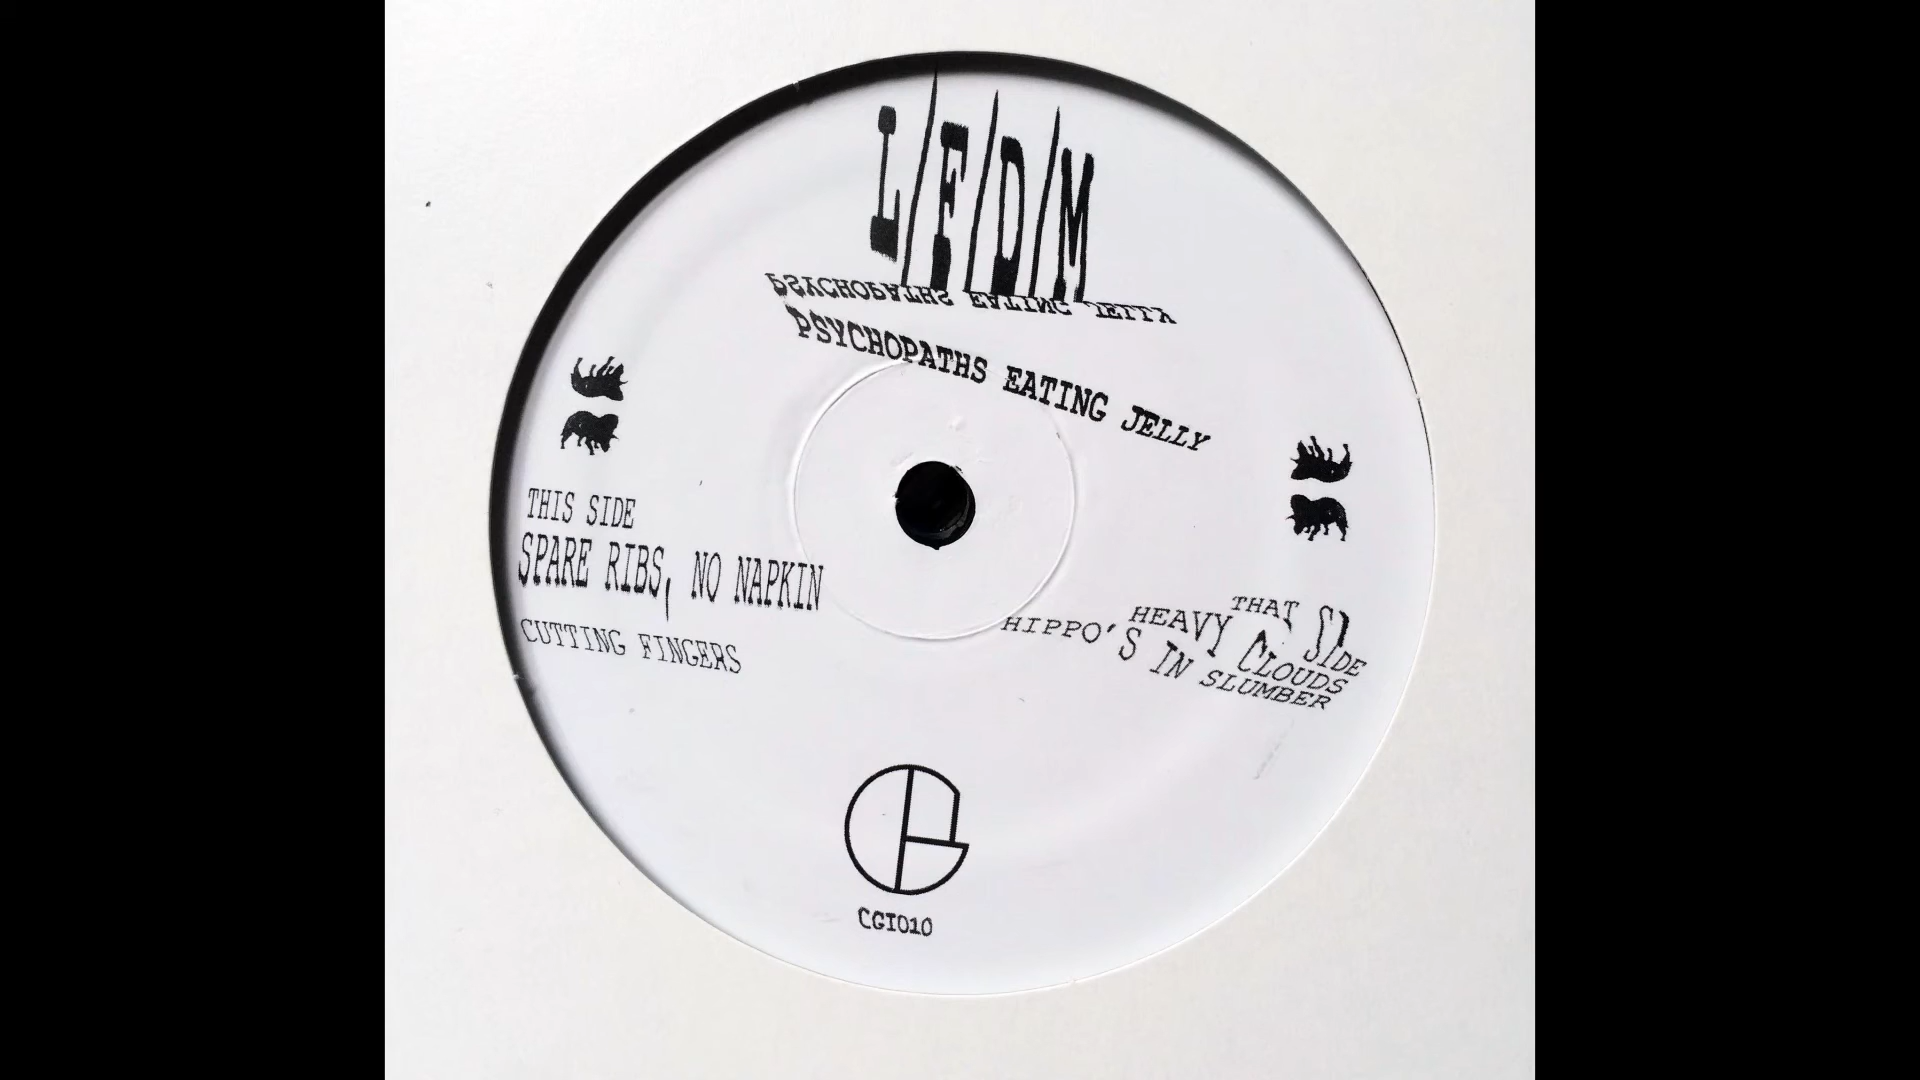 L/F/D/M
PSYCHOPATHS EATING JELLY
PSYCHOPATHS EATING JELLY
THIS SIDE
SPARE RIBS, NO NAPKIN
CUTTING FINGERS
THAT SIDE
HEAVY CLOUDS
HIPPO'S IN SLUMBER
CGI010